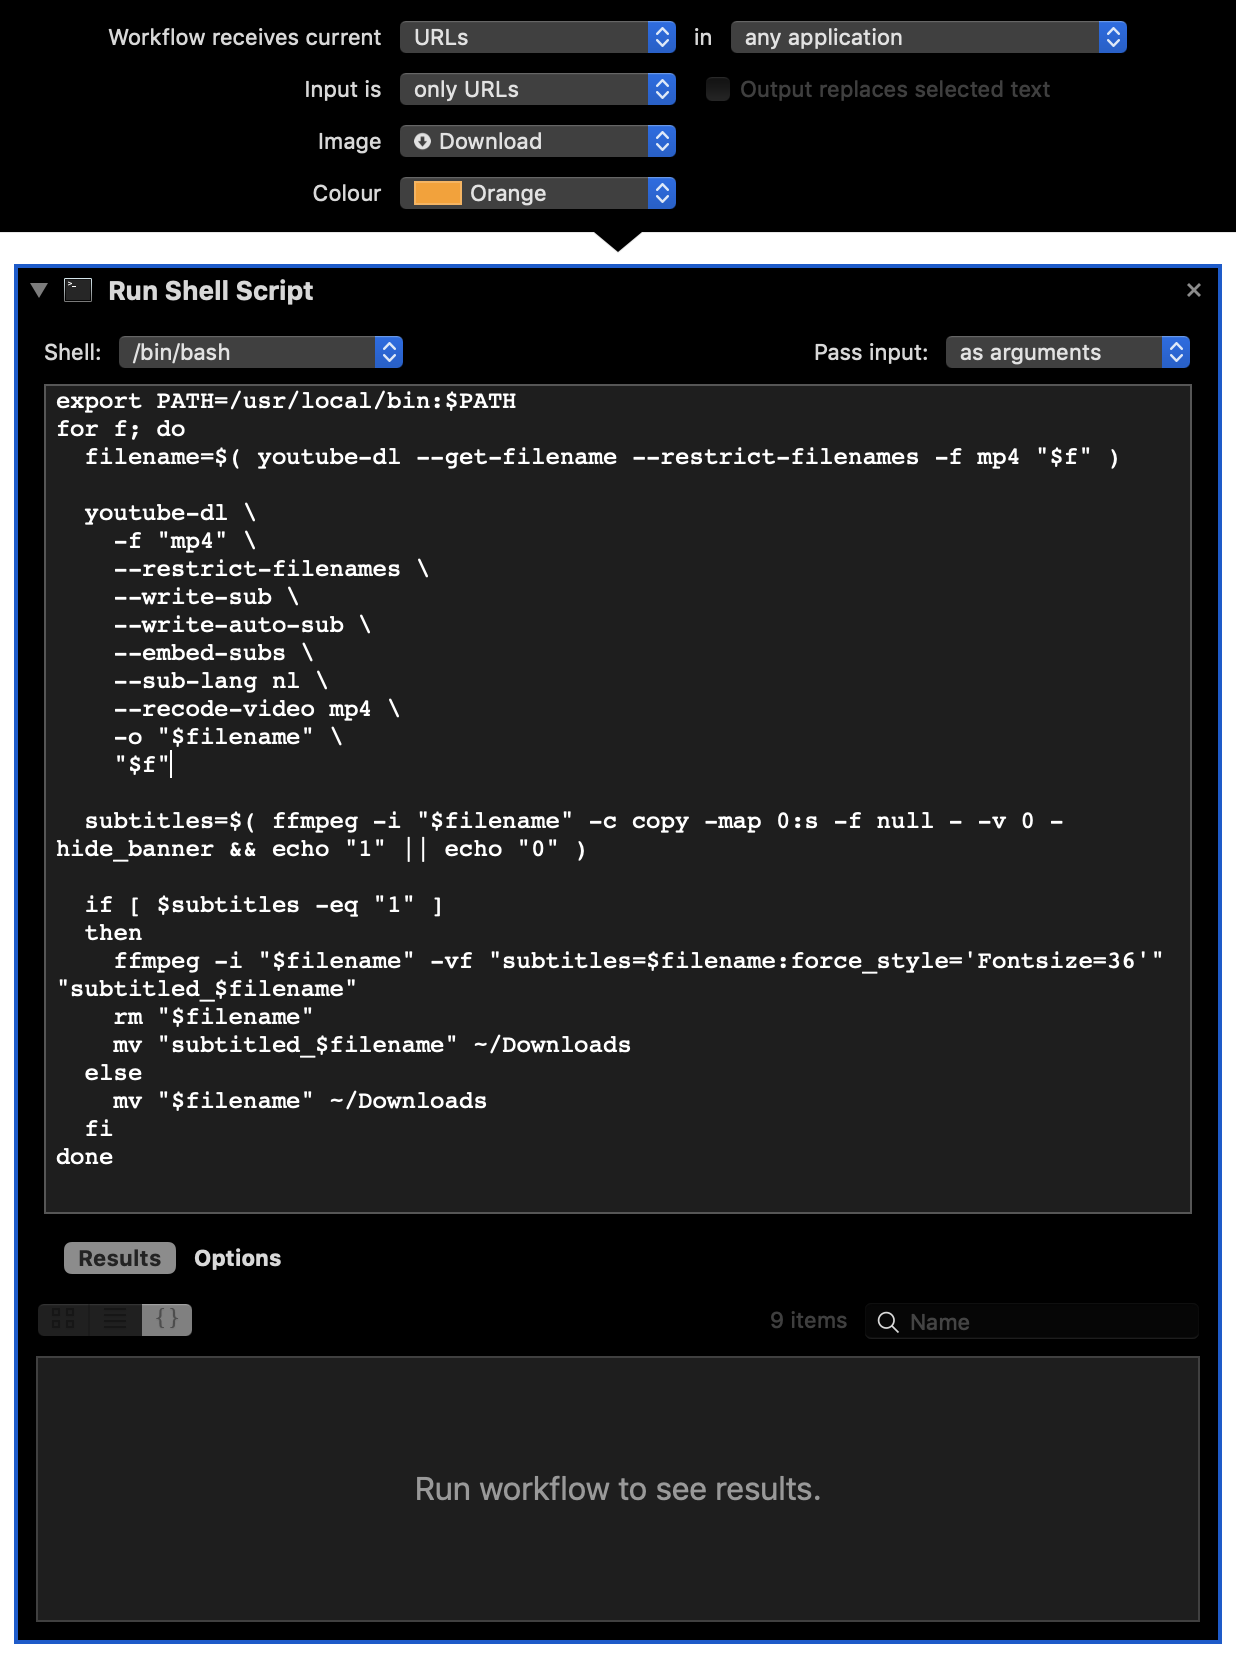 Workflow receives current URLs in any application
Input is only URLs Output replaces selected text
Image Download
Colour Orange
Run Shell Script
Shell: /bin/bash Pass input: as arguments
export PATH=/usr/local/bin:$PATH
for f; do
  filename=$( youtube-dl --get-filename --restrict-filenames -f mp4 "$f" )
  youtube-dl \
    -f "mp4" \
    --restrict-filenames \
    --write-sub \
    --write-auto-sub \
    --embed-subs \
    --sub-lang nl \
    --recode-video mp4 \
    -o "$filename" \
    "$f"
  subtitles=$( ffmpeg -i "$filename" -c copy -map 0:s -f null - -v 0 -
hide_banner && echo "1" || echo "0" )
  if [ $subtitles -eq "1" ]
  then
    ffmpeg -i "$filename" -vf "subtitles=$filename:force_style='Fontsize=36'"
"subtitled_$filename"
    rm "$filename"
    mv "subtitled_$filename" ~/Downloads
  else
    mv "$filename" ~/Downloads
  fi
done
Results Options
{} 9 items Name
Run workflow to see results.